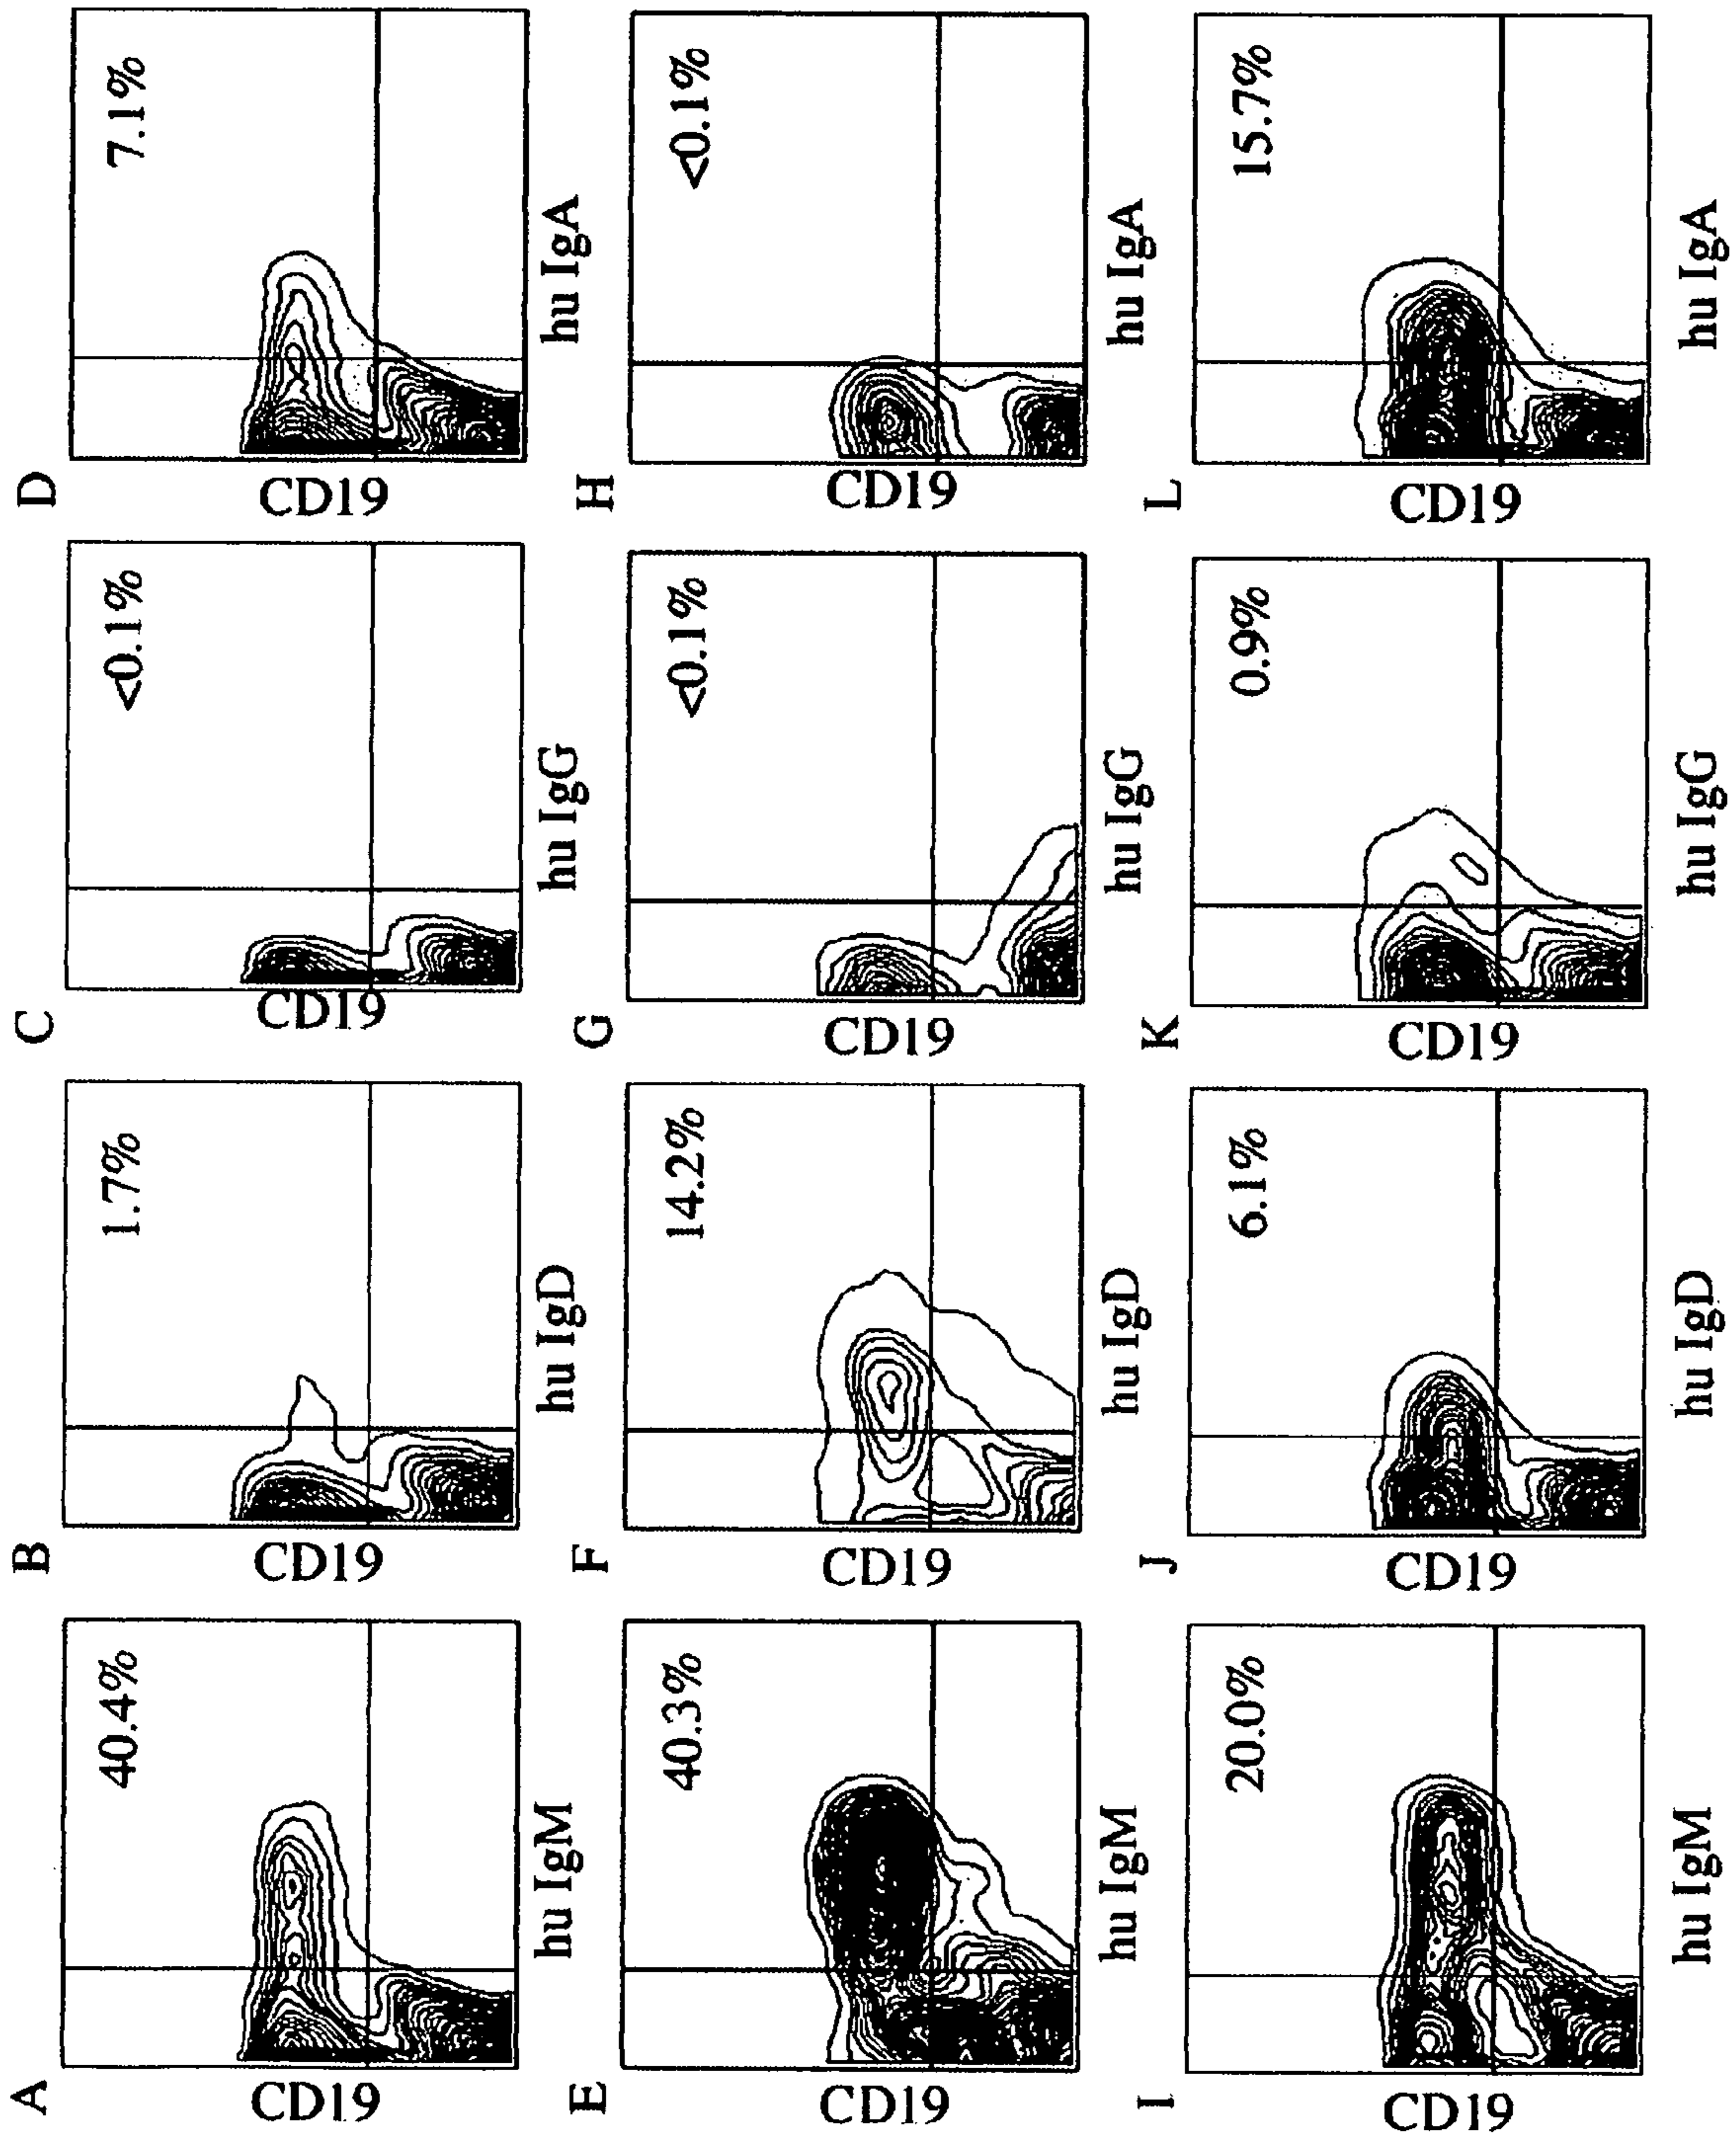 A
40.4%
CD19
hu IgM
B
1.7%
CD19
hu IgD
C
<0.1%
CD19
hu IgG
D
7.1%
CD19
hu IgA
E
40.3%
CD19
hu IgM
F
14.2%
CD19
hu IgD
G
<0.1%
CD19
hu IgG
H
<0.1%
CD19
hu IgA
I
20.0%
CD19
hu IgM
J
6.1%
CD19
hu IgD
K
0.9%
CD19
hu IgG
L
15.7%
CD19
hu IgA